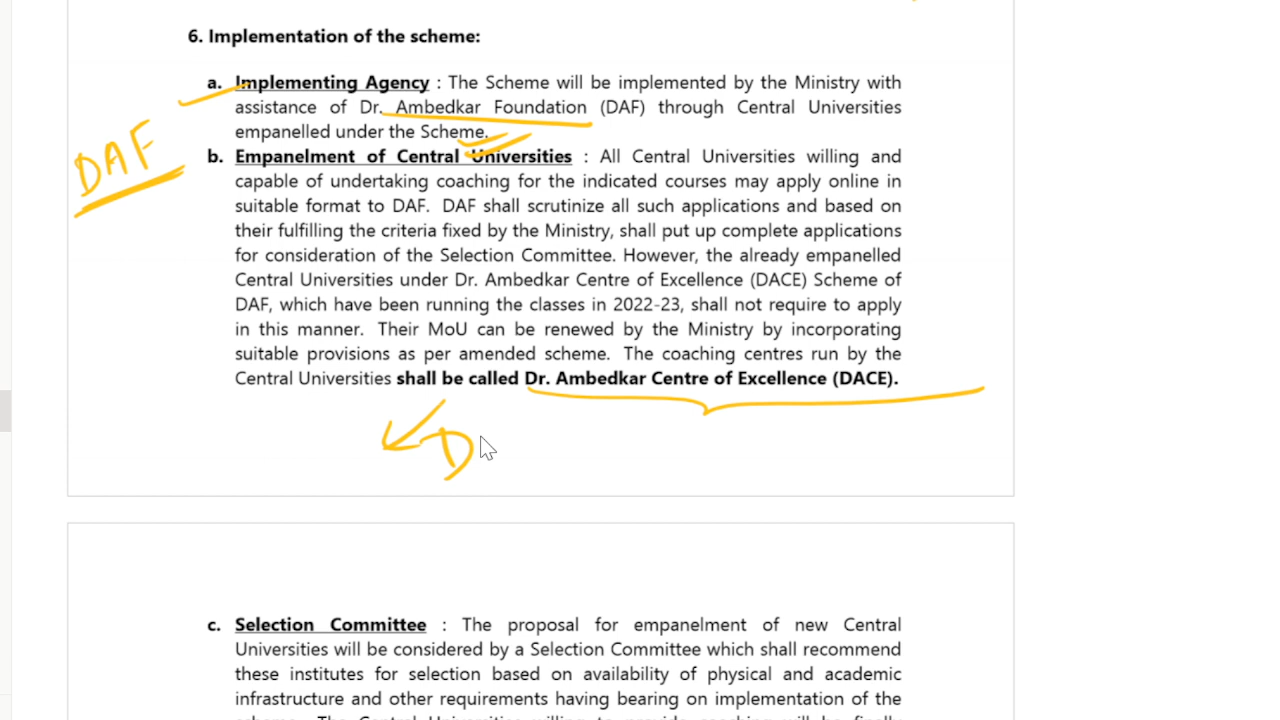 6. Implementation of the scheme:
a. Implementing Agency : The Scheme will be implemented by the Ministry with
assistance of Dr. Ambedkar Foundation (DAF) through Central Universities
empanelled under the Scheme.
DAF
b. Empanelment of Central Universities : All Central Universities willing and
capable of undertaking coaching for the indicated courses may apply online in
suitable format to DAF. DAF shall scrutinize all such applications and based on
their fulfilling the criteria fixed by the Ministry, shall put up complete applications
for consideration of the Selection Committee. However, the already empanelled
Central Universities under Dr. Ambedkar Centre of Excellence (DACE) Scheme of
DAF, which have been running the classes in 2022-23, shall not require to apply
in this manner. Their MoU can be renewed by the Ministry by incorporating
suitable provisions as per amended scheme. The coaching centres run by the
Central Universities shall be called Dr. Ambedkar Centre of Excellence (DACE).
D
c. Selection Committee : The proposal for empanelment of new Central
Universities will be considered by a Selection Committee which shall recommend
these institutes for selection based on availability of physical and academic
infrastructure and other requirements having bearing on implementation of the